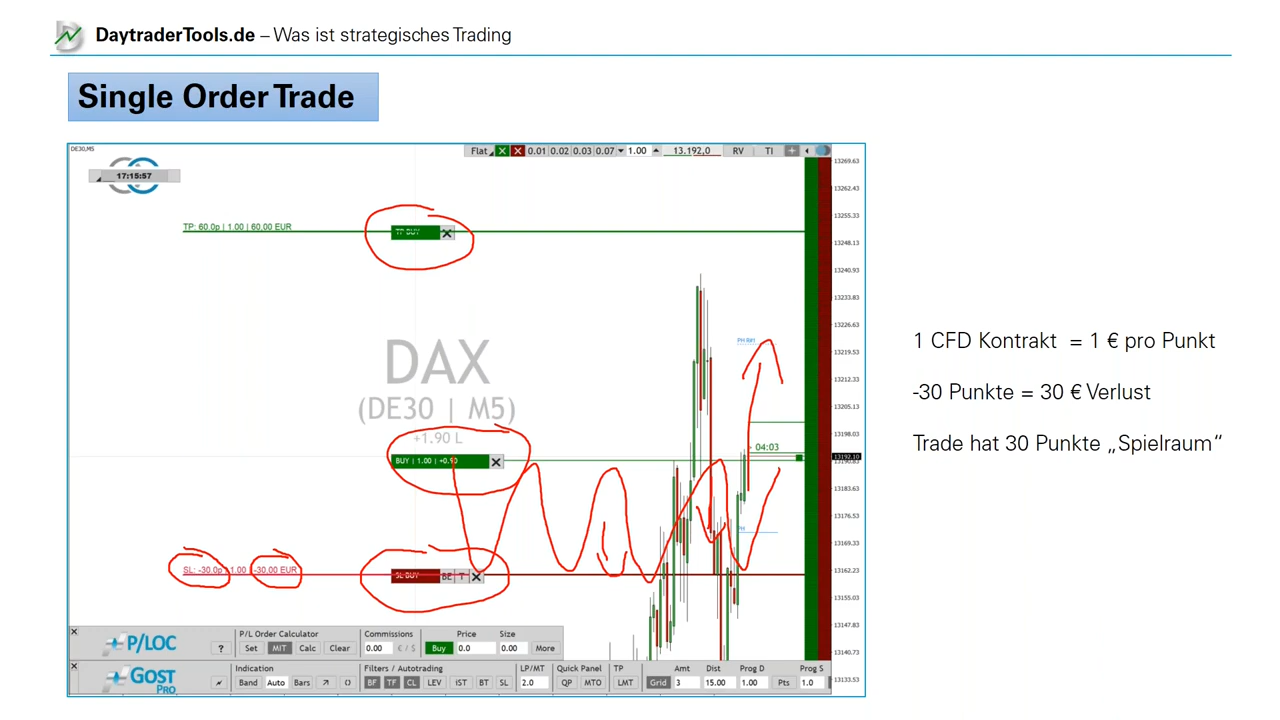 DaytraderTools.de – Was ist strategisches Trading
Single Order Trade
DE30,M5
Flat 0.01 0.02 0.03 0.07 1.00 13.192,0 RV TI
17:15:57
13269.63
13262.43
13255.33
TP: 60.0p | 1.00 | 60,00 EUR
TP BUY
13248.13
13240.93
13233.83
13226.63
13219.53
13212.33
13205.13
13198.03
DAX
(DE30 | M5)
+1.90 L
- 04:03
BUY | 1.00 | +0.90
13192.10
13190.83
13183.63
13176.53
PH
13169.33
13162.23
SL: -30.0p | 1.00 | -30,00 EUR
SL BUY BE T
13155.03
13147.83
13140.73
13133.53
1 CFD Kontrakt = 1 € pro Punkt
-30 Punkte = 30 € Verlust
Trade hat 30 Punkte „Spielraum“
P/LOC
?
P/L Order Calculator Commissions Price Size
Set MIT Calc Clear 0.00 € / $ Buy 0.0 0.00 More
GOST
PRO
Indication Filters / Autotrading LP/MT Quick Panel TP Amt Dist Prog D Prog S
Band Auto Bars BF TF CL LEV iST BT SL 2.0 QP MTO LMT Grid 3 15.00 1.00 Pts 1.0